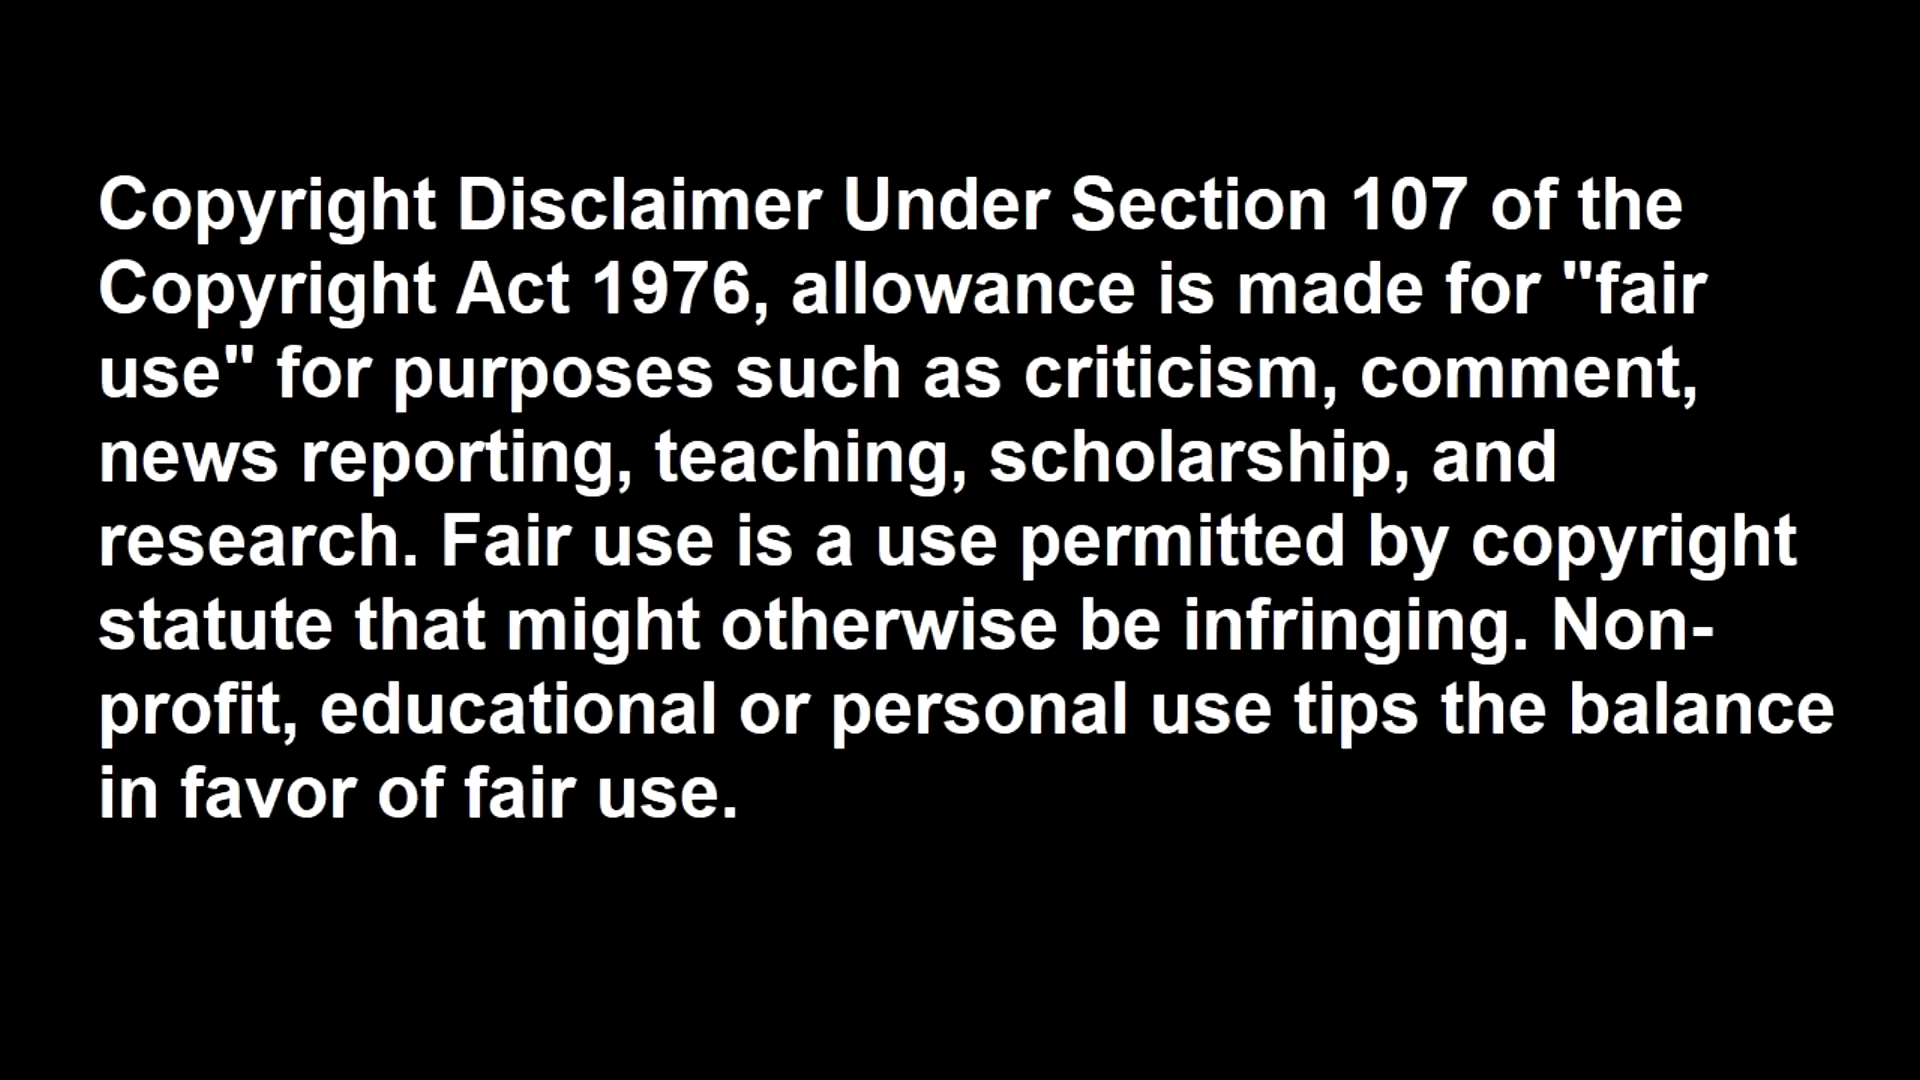 Copyright Disclaimer Under Section 107 of the
Copyright Act 1976, allowance is made for "fair
use" for purposes such as criticism, comment,
news reporting, teaching, scholarship, and
research. Fair use is a use permitted by copyright
statute that might otherwise be infringing. Non-
profit, educational or personal use tips the balance
in favor of fair use.